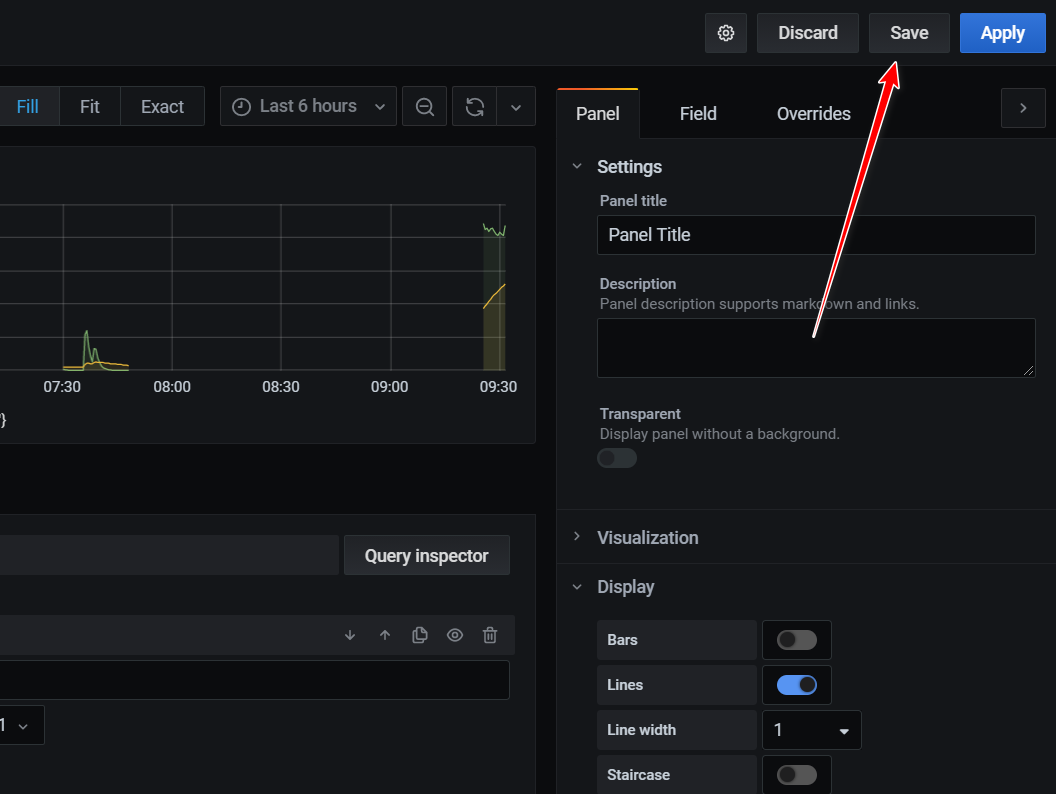 Discard Save Apply
Fill Fit Exact Last 6 hours
Panel Field Overrides
Settings
Panel title
Panel Title
Description
Panel description supports markdown and links.
07:30 08:00 08:30 09:00 09:30
}
Transparent
Display panel without a background.
Visualization
Query inspector
Display
Bars
Lines
1
Line width 1
Staircase